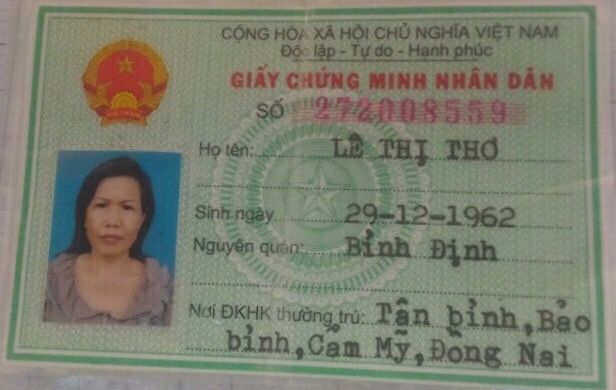 CỘNG HÒA XÃ HỘI CHỦ NGHĨA VIỆT NAM
Độc lập - Tự do - Hạnh phúc
GIẤY CHỨNG MINH NHÂN DÂN
SỐ 272008559
Họ tên: LÊ THỊ THƠ
Sinh ngày 29-12-1962
Nguyên quán: Bình Định
Nơi ĐKHK thường trú: Tân bình,Bảo
bình,Cẩm Mỹ,Đồng Nai